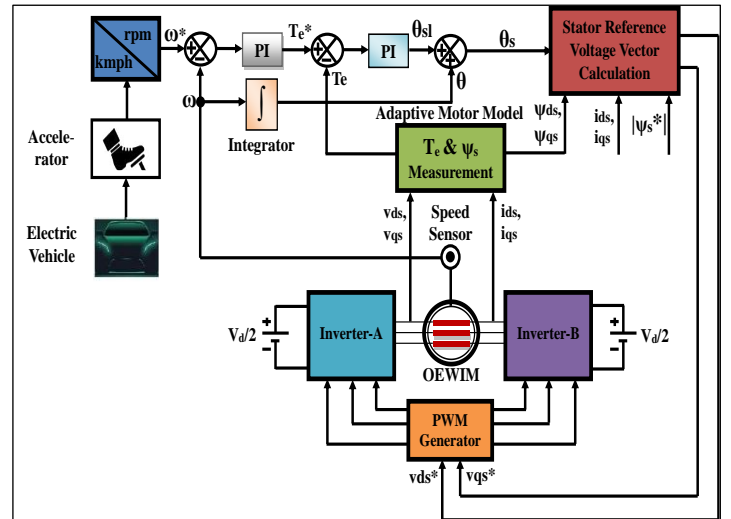 rpm
kmph
ω*
PI
Te*
Te
PI
θsl
θ
θs
Stator Reference
Voltage Vector
Calculation
ω
∫
Integrator
Accele-
rator
Electric
Vehicle
Adaptive Motor Model
Te & ψs
Measurement
ψds,
ψqs
ids,
iqs
|ψs*|
vds,
vqs
Speed
Sensor
ids,
iqs
+
-
Vd/2
Inverter-A
OEWIM
Inverter-B
+
-
Vd/2
PWM
Generator
vds*
vqs*